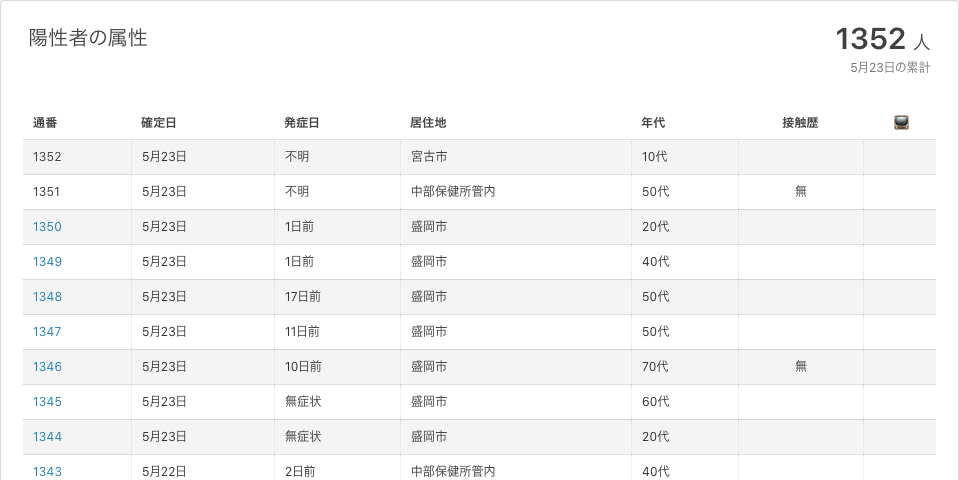 陽性者の属性
1352 人
5月23日の累計
通番 確定日 発症日 居住地 年代 接触歴
1352 5月23日 不明 宮古市 10代
1351 5月23日 不明 中部保健所管内 50代 無
1350 5月23日 1日前 盛岡市 20代
1349 5月23日 1日前 盛岡市 40代
1348 5月23日 17日前 盛岡市 50代
1347 5月23日 11日前 盛岡市 50代
1346 5月23日 10日前 盛岡市 70代 無
1345 5月23日 無症状 盛岡市 60代
1344 5月23日 無症状 盛岡市 20代
1343 5月22日 2日前 中部保健所管内 40代